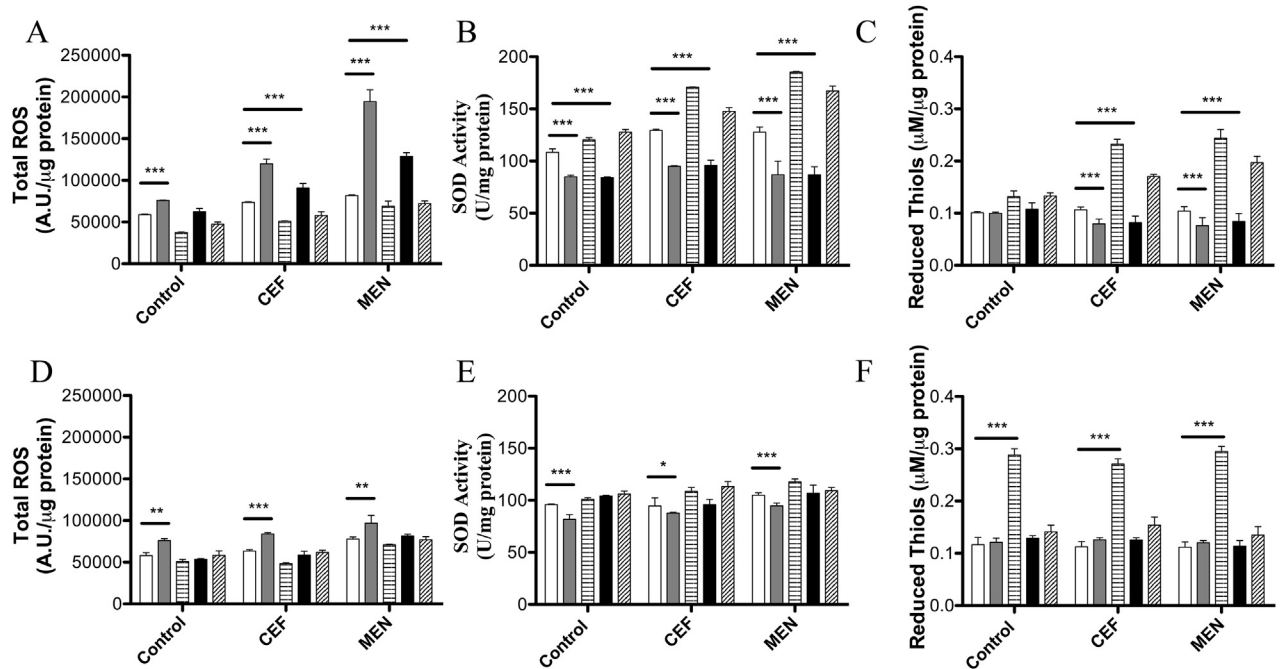 A
Total ROS
(A.U./μg protein)
250000
200000
150000
100000
50000
0
***
***
***
***
***
Control
CEF
MEN
B
SOD Activity
(U/mg protein)
200
150
100
50
0
***
***
***
***
***
***
Control
CEF
MEN
C
Reduced Thiols (μM/μg protein)
0.4
0.3
0.2
0.1
0.0
***
***
***
***
Control
CEF
MEN
D
Total ROS
(A.U./μg protein)
250000
200000
150000
100000
50000
0
**
***
**
Control
CEF
MEN
E
SOD Activity
(U/mg protein)
200
150
100
50
0
***
*
***
Control
CEF
MEN
F
Reduced Thiols (μM/μg protein)
0.4
0.3
0.2
0.1
0.0
***
***
***
Control
CEF
MEN